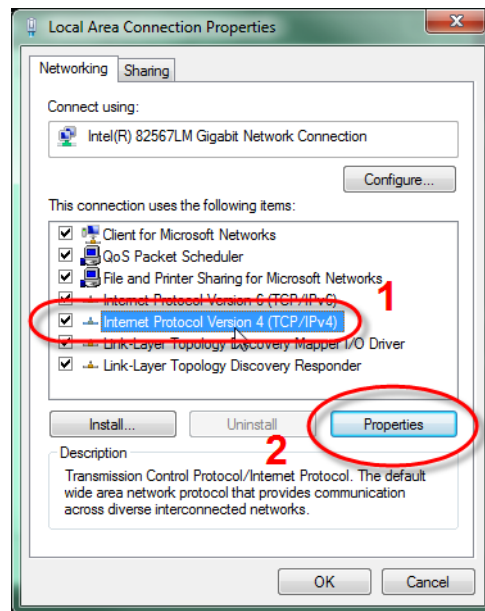 Local Area Connection Properties
Networking Sharing
Connect using:
Intel(R) 82567LM Gigabit Network Connection
Configure...
This connection uses the following items:
Client for Microsoft Networks
QoS Packet Scheduler
File and Printer Sharing for Microsoft Networks
1
Internet Protocol Version 6 (TCP/IPv6)
Internet Protocol Version 4 (TCP/IPv4)
Link-Layer Topology Discovery Mapper I/O Driver
Link-Layer Topology Discovery Responder
Install... Uninstall Properties
2
Description
Transmission Control Protocol/Internet Protocol. The default
wide area network protocol that provides communication
across diverse interconnected networks.
OK Cancel